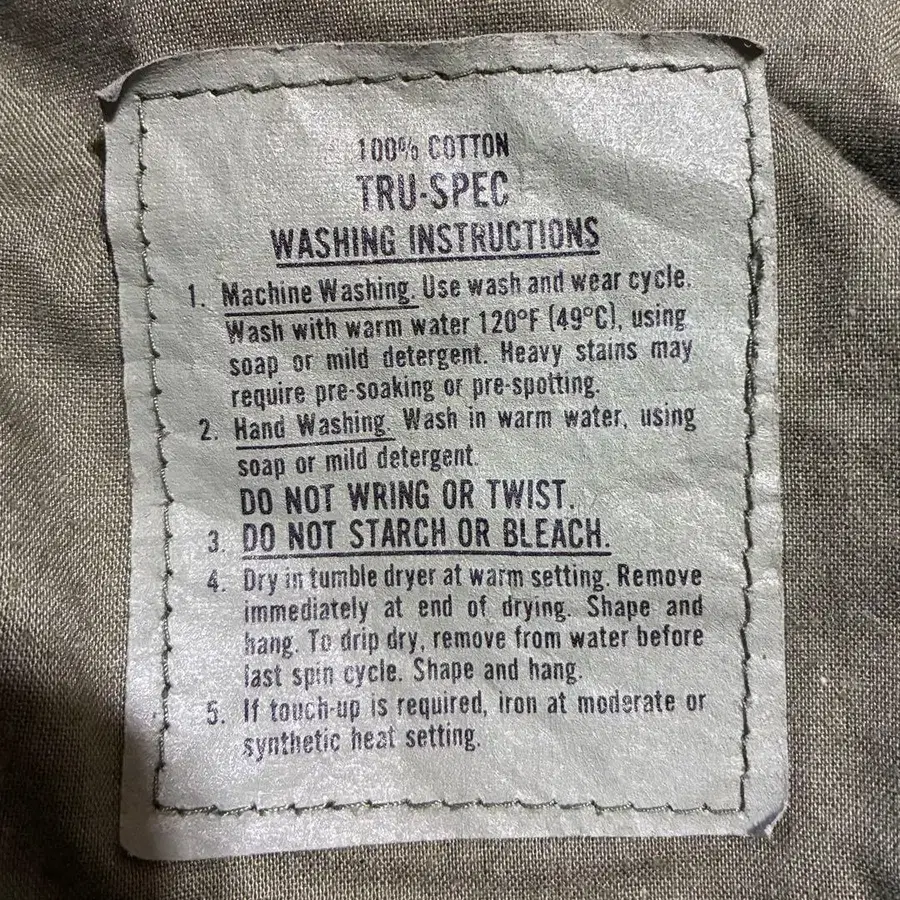 100% COTTON
TRU-SPEC
WASHING INSTRUCTIONS
1. Machine Washing. Use wash and wear cycle.
Wash with warm water 120°F (49°C), using
soap or mild detergent. Heavy stains may
require pre-soaking or pre-spotting.
2. Hand Washing. Wash in warm water, using
soap or mild detergent.
DO NOT WRING OR TWIST.
3. DO NOT STARCH OR BLEACH.
4. Dry in tumble dryer at warm setting. Remove
immediately at end of drying. Shape and
hang. To drip dry, remove from water before
last spin cycle. Shape and hang.
5. If touch-up is required, iron at moderate or
synthetic heat setting.